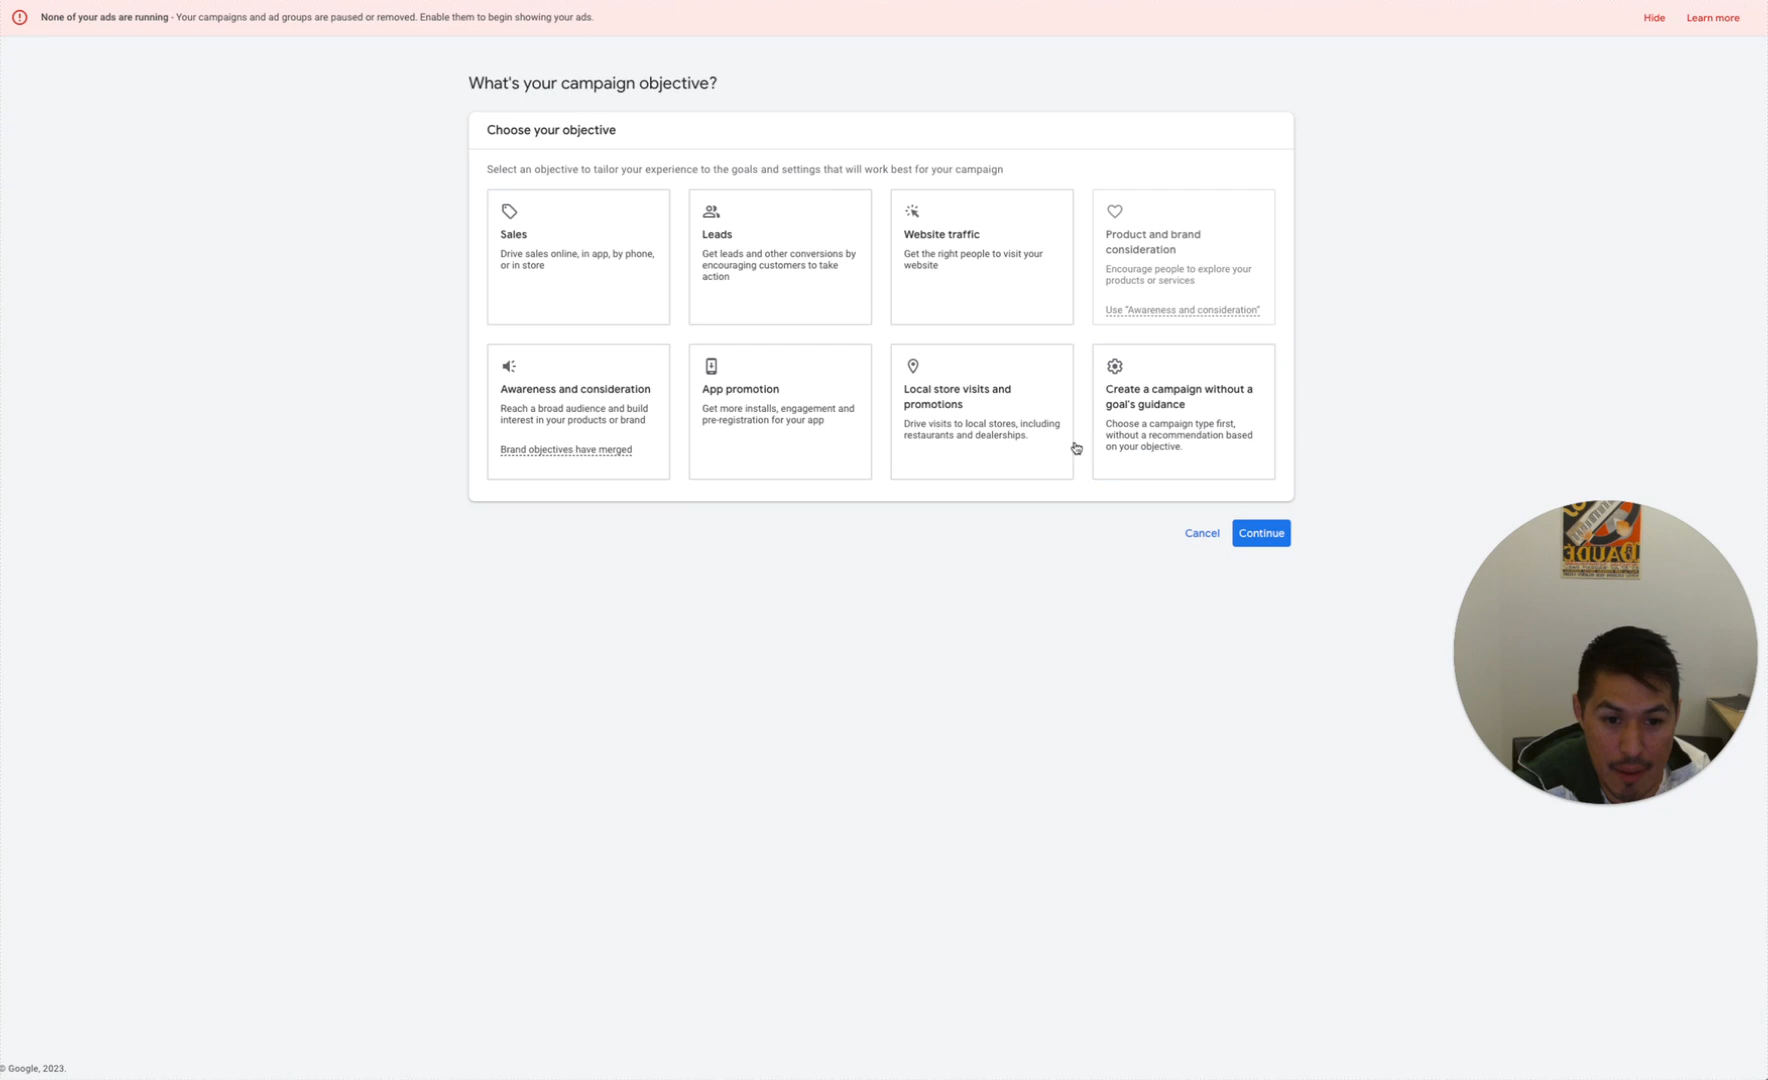 None of your ads are running - Your campaigns and ad groups are paused or removed. Enable them to begin showing your ads.
Hide
Learn more
What's your campaign objective?
Choose your objective
Select an objective to tailor your experience to the goals and settings that will work best for your campaign
Sales
Drive sales online, in app, by phone,
or in store
Leads
Get leads and other conversions by
encouraging customers to take
action
Website traffic
Get the right people to visit your
website
Product and brand
consideration
Encourage people to explore your
products or services
Use "Awareness and consideration"
Awareness and consideration
Reach a broad audience and build
interest in your products or brand
Brand objectives have merged
App promotion
Get more installs, engagement and
pre-registration for your app
Local store visits and
promotions
Drive visits to local stores, including
restaurants and dealerships.
Create a campaign without a
goal's guidance
Choose a campaign type first,
without a recommendation based
on your objective.
Cancel
Continue
© Google, 2023.